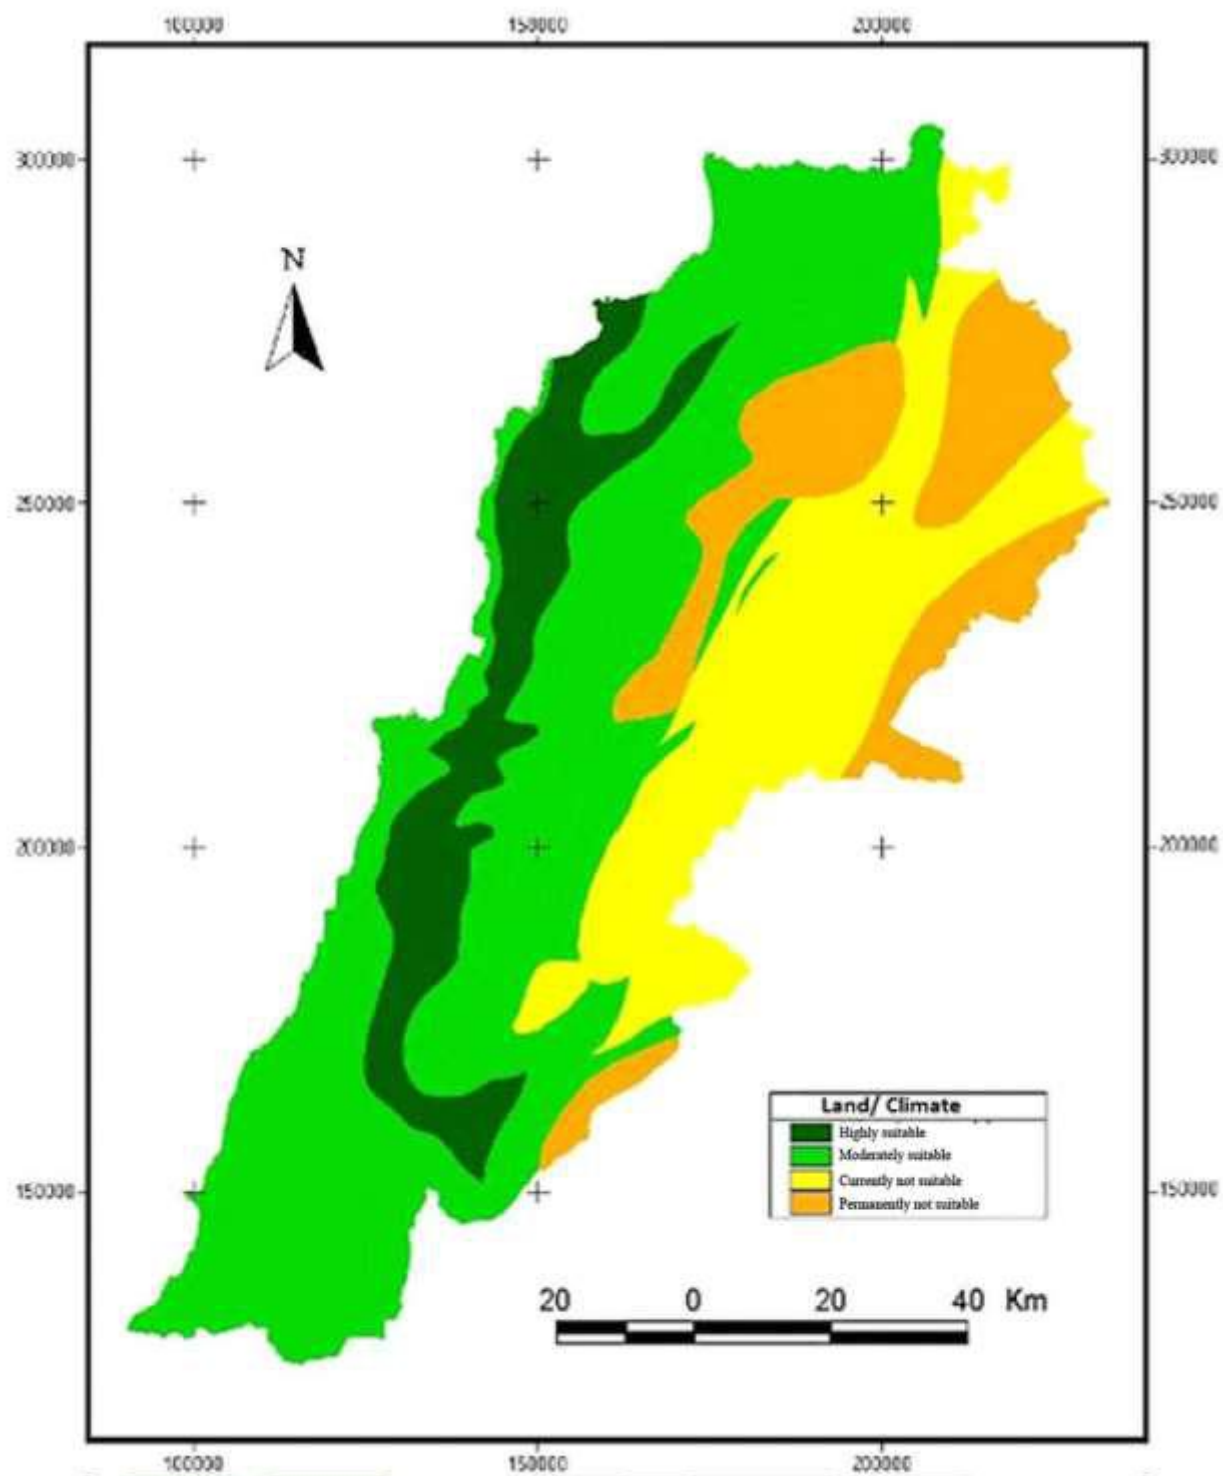 100000 150000 200000
300000 300000
N
250000 250000
200000 200000
Land/ Climate
Highly suitable
Moderately suitable
Currently not suitable
Permanently not suitable
150000 150000
20 0 20 40 Km
100000 150000 200000